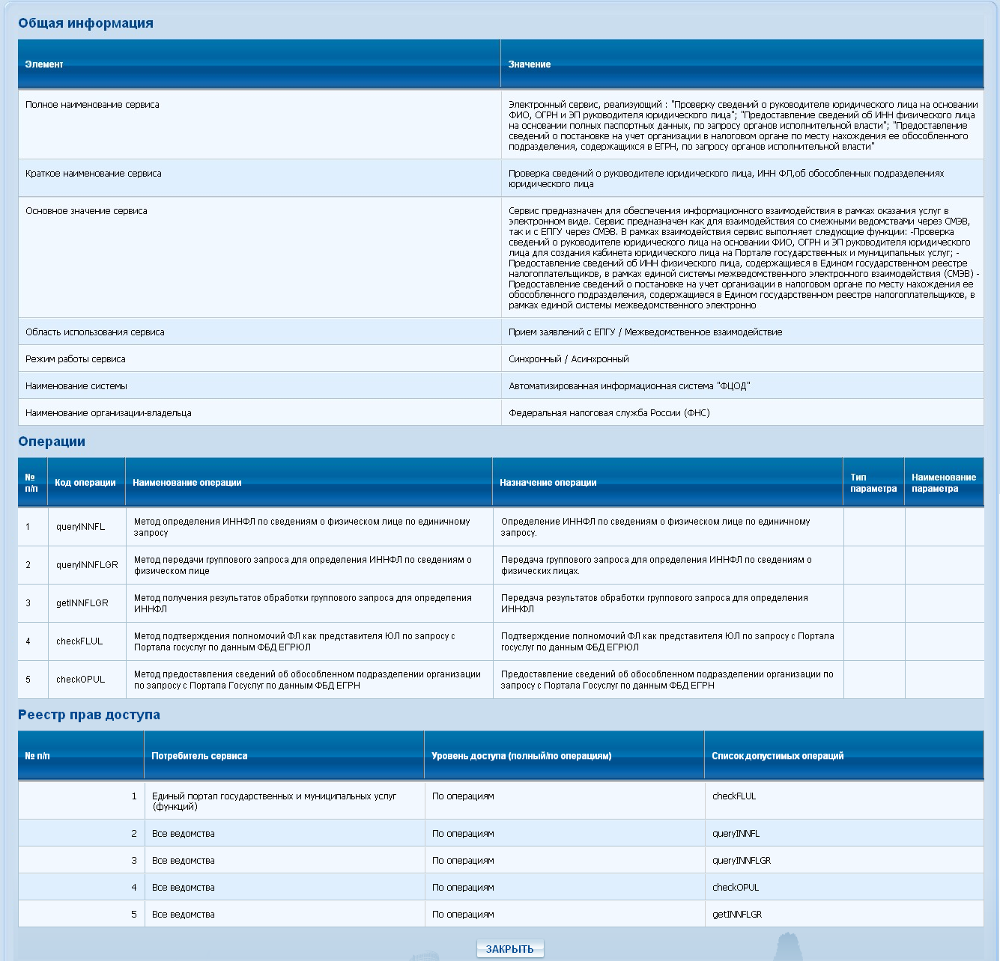 Общая информация
Элемент
Значение
Полное наименование сервиса
Электронный сервис, реализующий : "Проверку сведений о руководителе юридического лица на основании
ФИО, ОГРН и ЭП руководителя юридического лица"; "Предоставление сведений об ИНН физического лица
на основании полных паспортных данных, по запросу органов исполнительной власти"; "Предоставление
сведений о постановке на учет организации в налоговом органе по месту нахождения ее обособленного
подразделения, содержащихся в ЕГРН, по запросу органов исполнительной власти"
Краткое наименование сервиса
Проверка сведений о руководителе юридического лица, ИНН ФЛ,об обособленных подразделениях
юридического лица
Основное значение сервиса
Сервис предназначен для обеспечения информационного взаимодействия в рамках оказания услуг в
электронном виде. Сервис предназначен как для взаимодействия со смежными ведомствами через СМЭВ,
так и с ЕПГУ через СМЭВ. В рамках взаимодействия сервис выполняет следующие функции: -Проверка
сведений о руководителе юридического лица на основании ФИО, ОГРН и ЭП руководителя юридического
лица для создания кабинета юридического лица на Портале государственных и муниципальных услуг; -
Предоставление сведений об ИНН физического лица, содержащиеся в Едином государственном реестре
налогоплательщиков, в рамках единой системы межведомственного электронного взаимодействия (СМЭВ) -
Предоставление сведений о постановке на учет организации в налоговом органе по месту нахождения ее
обособленного подразделения, содержащиеся в Едином государственном реестре налогоплательщиков, в
рамках единой системы межведомственного электронно
Область использования сервиса
Прием заявлений с ЕПГУ / Межведомственное взаимодействие
Режим работы сервиса
Синхронный / Асинхронный
Наименование системы
Автоматизированная информационная система "ФЦОД"
Наименование организации-владельца
Федеральная налоговая служба России (ФНС)
Операции
№
п/п
Код операции
Наименование операции
Назначение операции
Тип
параметра
Наименование
параметра
1
queryINNFL
Метод определения ИННФЛ по сведениям о физическом лице по единичному
запросу
Определение ИННФЛ по сведениям о физическом лице по единичному
запросу.
2
queryINNFLGR
Метод передачи группового запроса для определения ИННФЛ по сведениям о
физическом лице
Передача группового запроса для определения ИННФЛ по сведениям о
физических лицах.
3
getINNFLGR
Метод получения результатов обработки группового запроса для определения
ИННФЛ
Передача результатов обработки группового запроса для определения
ИННФЛ
4
checkFLUL
Метод подтверждения полномочий ФЛ как представителя ЮЛ по запросу с
Портала госуслуг по данным ФБД ЕГРЮЛ
Подтверждение полномочий ФЛ как представителя ЮЛ по запросу с Портала
госуслуг по данным ФБД ЕГРЮЛ
5
checkOPUL
Метод предоставления сведений об обособленном подразделении организации
по запросу с Портала Госуслуг по данным ФБД ЕГРН
Предоставление сведений об обособленном подразделении организации по
запросу с Портала Госуслуг по данным ФБД ЕГРН
Реестр прав доступа
№ п/п
Потребитель сервиса
Уровень доступа (полный/по операциям)
Список допустимых операций
1
Единый портал государственных и муниципальных услуг
(функций)
По операциям
checkFLUL
2
Все ведомства
По операциям
queryINNFL
3
Все ведомства
По операциям
queryINNFLGR
4
Все ведомства
По операциям
checkOPUL
5
Все ведомства
По операциям
getINNFLGR
ЗАКРЫТЬ